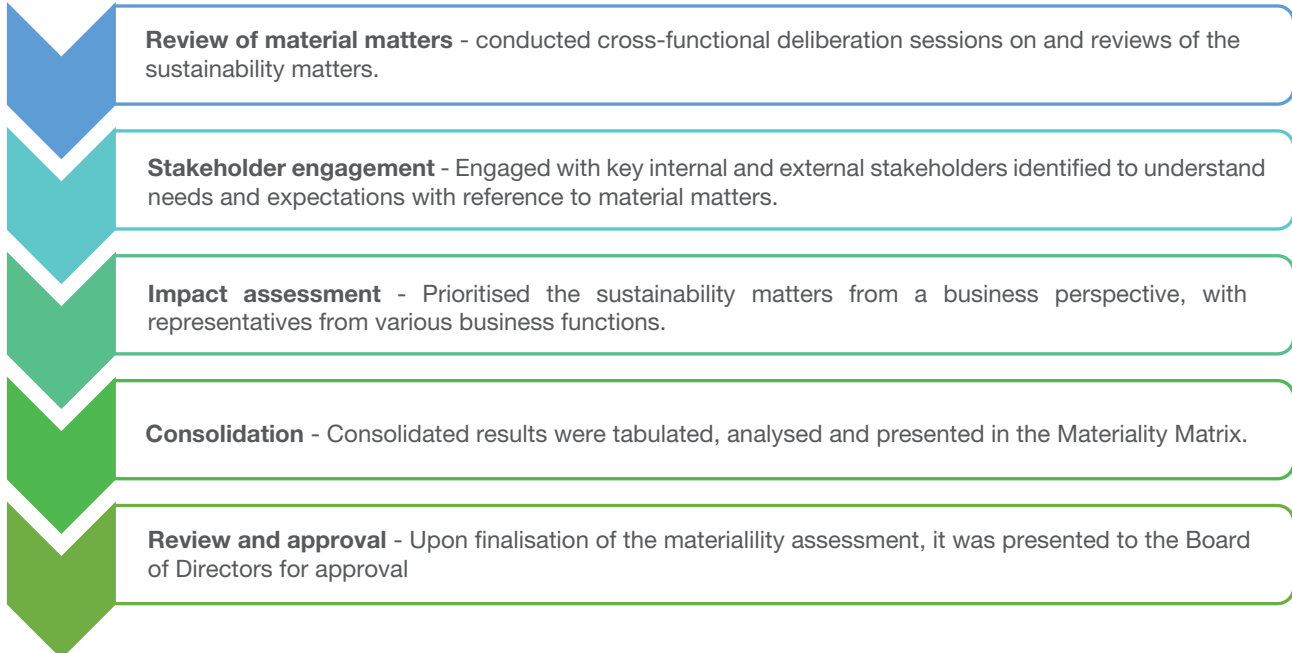 Review of material matters - conducted cross-functional deliberation sessions on and reviews of the
sustainability matters.
Stakeholder engagement - Engaged with key internal and external stakeholders identified to understand
needs and expectations with reference to material matters.
Impact assessment - Prioritised the sustainability matters from a business perspective, with
representatives from various business functions.
Consolidation - Consolidated results were tabulated, analysed and presented in the Materiality Matrix.
Review and approval - Upon finalisation of the materialility assessment, it was presented to the Board
of Directors for approval